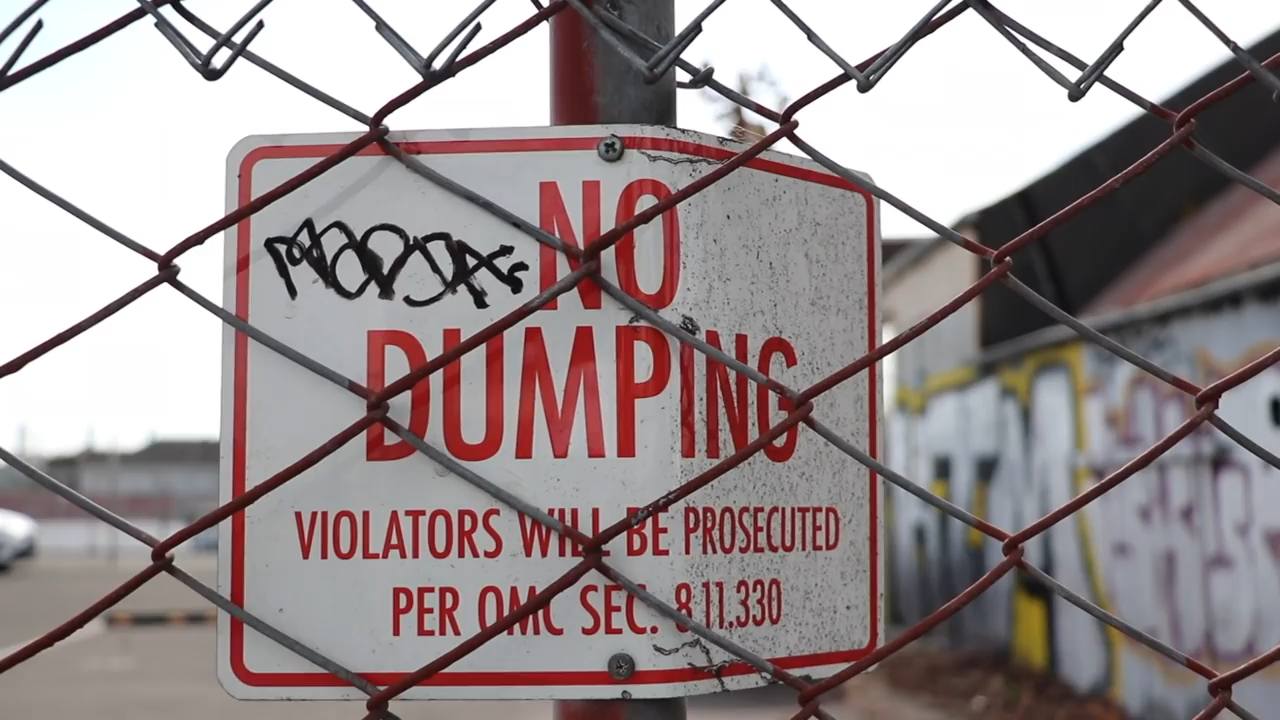 NO
DUMPING
VIOLATORS WILL BE PROSECUTED
PER OMC SEC. 8.11.330